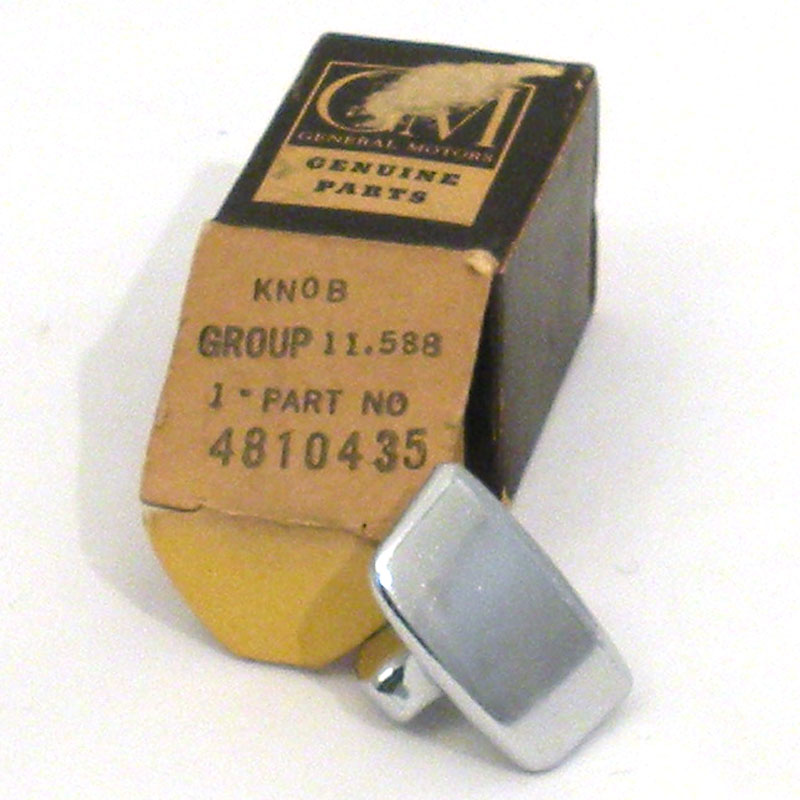 GM
GENERAL MOTORS
GENUINE
PARTS
KNOB
GROUP 11.588
1 - PART NO
4810435